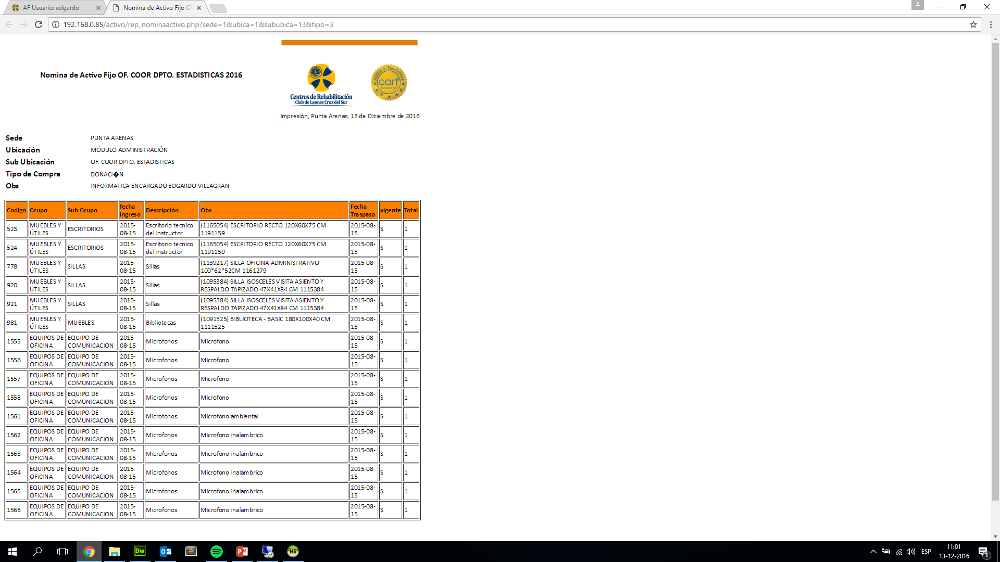 AF Usuario: edgardo
Nomina de Activo Fijo CF
192.168.0.85/activo/rep_nominaactivo.php?sede=1&ubica=1&sububica=13&tipo=3
Nomina de Activo Fijo OF. COOR DPTO. ESTADISTICAS 2016
Centros de Rehabilitación
Club de Leones Cruz del Sur
ASPIRE to Excellence
carf
ACCREDITED
Impresión, Punta Arenas, 13 de Diciembre de 2016
Sede PUNTA ARENAS
Ubicación MÓDULO ADMINISTRACIÓN
Sub Ubicación OF. COOR DPTO. ESTADISTICAS
Tipo de Compra DONACI�N
Obs INFORMATICA ENCARGADO EDGARDO VILLAGRAN
Codigo Grupo Sub Grupo fecha ingreso Descripción Obs Fecha Traspaso vigente Total
523 MUEBLES Y ÚTILES ESCRITORIOS 2015-08-15 Escritorio tecnico del instructor (1165054) ESCRITORIO RECTO 120X60X75 CM 1191159 2015-08-15 S 1
524 MUEBLES Y ÚTILES ESCRITORIOS 2015-08-15 Escritorio tecnico del instructor (1165054) ESCRITORIO RECTO 120X60X75 CM 1191159 2015-08-15 S 1
778 MUEBLES Y ÚTILES SILLAS 2015-08-15 Sillas (1139217) SILLA OFICINA ADMINISTRATIVO 100*62*52CM 1161279 2015-08-15 S 1
920 MUEBLES Y ÚTILES SILLAS 2015-08-15 Sillas (1095384) SILLA ISOSCELES VISITA ASIENTO Y RESPALDO TAPIZADO 47X41X84 CM 1115384 2015-08-15 S 1
921 MUEBLES Y ÚTILES SILLAS 2015-08-15 Sillas (1095384) SILLA ISOSCELES VISITA ASIENTO Y RESPALDO TAPIZADO 47X41X84 CM 1115384 2015-08-15 S 1
981 MUEBLES Y ÚTILES MUEBLES 2015-08-15 Bibliotecas (1091525) BIBLIOTECA - BASIC 180X100X40 CM 1111525 2015-08-15 S 1
1555 EQUIPOS DE OFICINA EQUIPO DE COMUNICACION 2015-08-15 Microfonos Microfono 2015-08-15 S 1
1556 EQUIPOS DE OFICINA EQUIPO DE COMUNICACION 2015-08-15 Microfonos Microfono 2015-08-15 S 1
1557 EQUIPOS DE OFICINA EQUIPO DE COMUNICACION 2015-08-15 Microfonos Microfono 2015-08-15 S 1
1558 EQUIPOS DE OFICINA EQUIPO DE COMUNICACION 2015-08-15 Microfonos Microfono 2015-08-15 S 1
1561 EQUIPOS DE OFICINA EQUIPO DE COMUNICACION 2015-08-15 Microfonos Microfono ambiental 2015-08-15 S 1
1562 EQUIPOS DE OFICINA EQUIPO DE COMUNICACION 2015-08-15 Microfonos Microfono inalambrico 2015-08-15 S 1
1563 EQUIPOS DE OFICINA EQUIPO DE COMUNICACION 2015-08-15 Microfonos Microfono inalambrico 2015-08-15 S 1
1564 EQUIPOS DE OFICINA EQUIPO DE COMUNICACION 2015-08-15 Microfonos Microfono inalambrico 2015-08-15 S 1
1565 EQUIPOS DE OFICINA EQUIPO DE COMUNICACION 2015-08-15 Microfonos Microfono inalambrico 2015-08-15 S 1
1566 EQUIPOS DE OFICINA EQUIPO DE COMUNICACION 2015-08-15 Microfonos Microfono inalambrico 2015-08-15 S 1
Dw
S
HS
ESP
11:01
13-12-2016
1